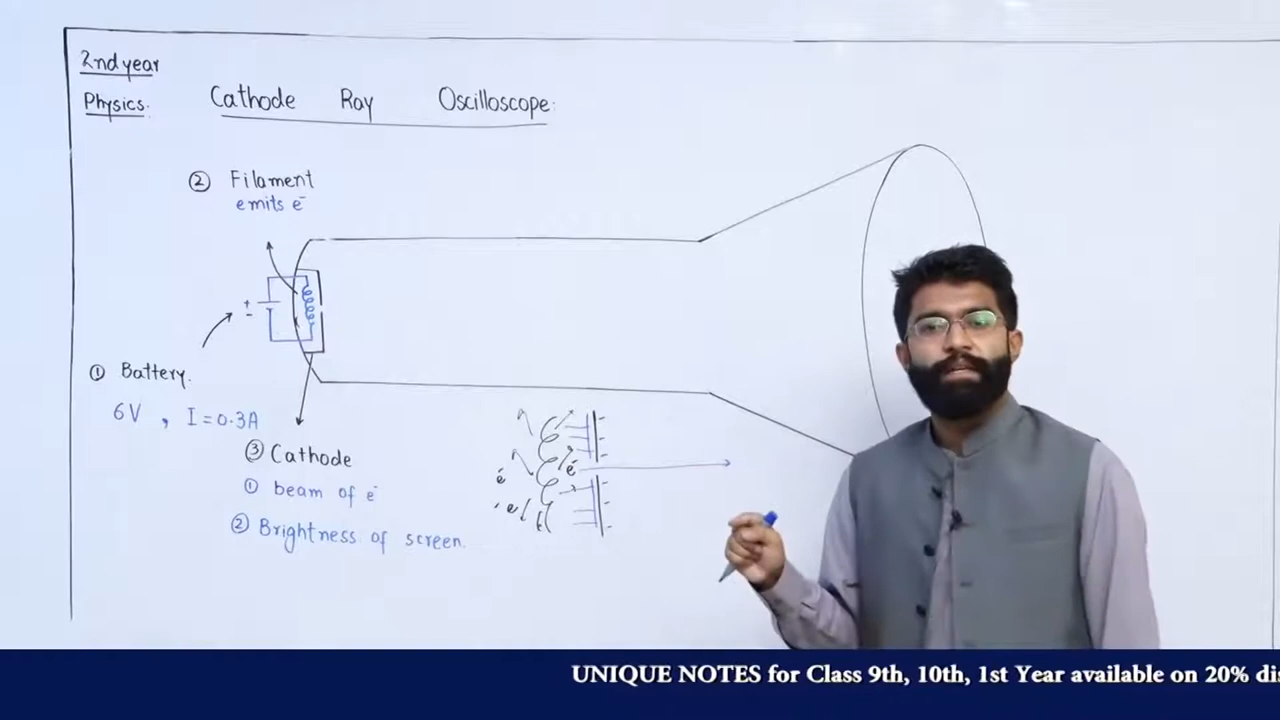 2nd year
Physics.
Cathode Ray Oscilloscope:
② Filament
emits e⁻
+
-
① Battery.
6V , I = 0.3A
③ Cathode
① beam of e⁻
② Brightness of screen.
e⁻
e⁻
e⁻
UNIQUE NOTES for Class 9th, 10th, 1st Year available on 20% dis